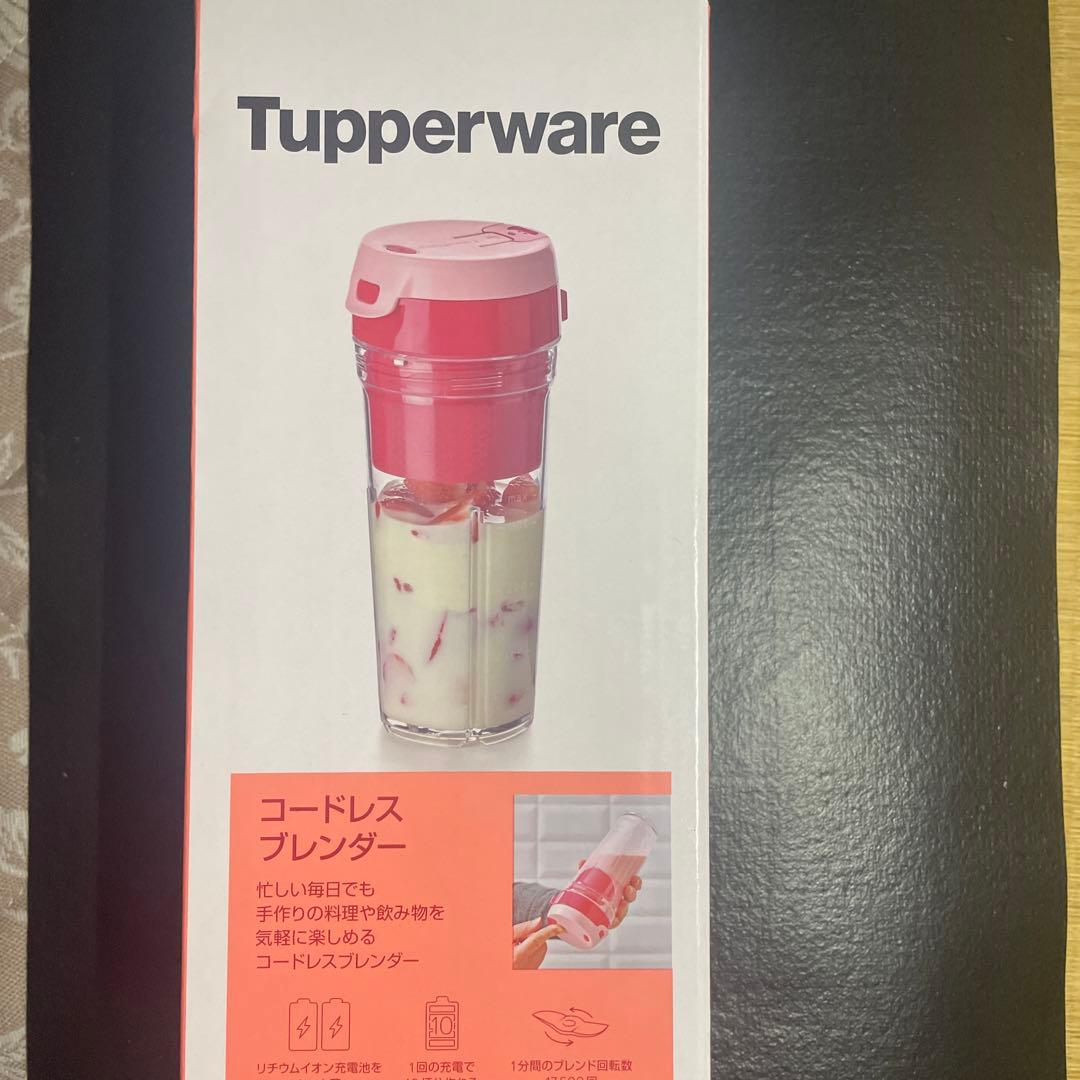 Tupperware
max
コードレス
ブレンダー
忙しい毎日でも
手作りの料理や飲み物を
気軽に楽しめる
コードレスブレンダー
10
リチウムイオン充電池を
1回の充電で
1分間のブレンド回転数